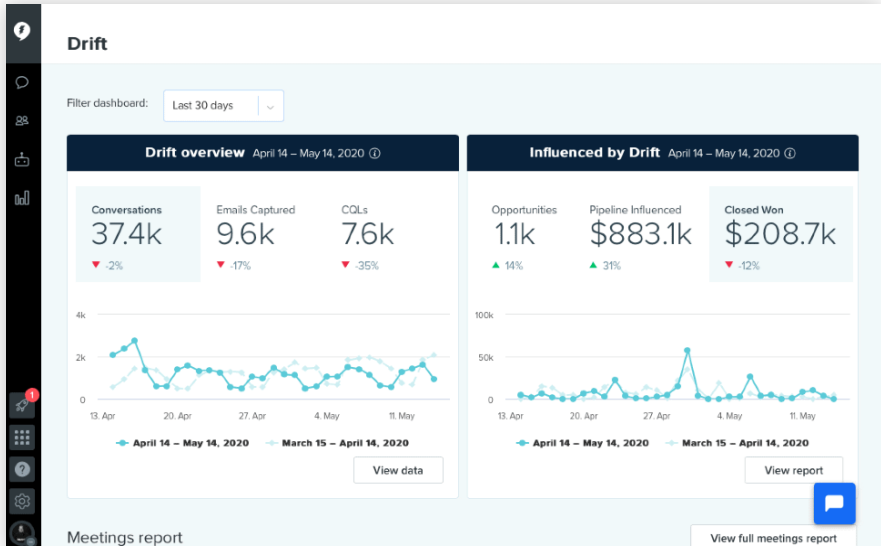 Drift
Filter dashboard: Last 30 days
Drift overview April 14 – May 14, 2020
Conversations Emails Captured CQLs
37.4k 9.6k 7.6k
-2% -17% -35%
4k
2k
0
13. Apr 20. Apr 27. Apr 4. May 11. May
April 14 – May 14, 2020 March 15 – April 14, 2020
View data
Influenced by Drift April 14 – May 14, 2020
Opportunities Pipeline Influenced Closed Won
1.1k $883.1k $208.7k
14% 31% -12%
100k
50k
0
13. Apr 20. Apr 27. Apr 4. May 11. May
April 14 – May 14, 2020 March 15 – April 14, 2020
View report
1
Meetings report
View full meetings report